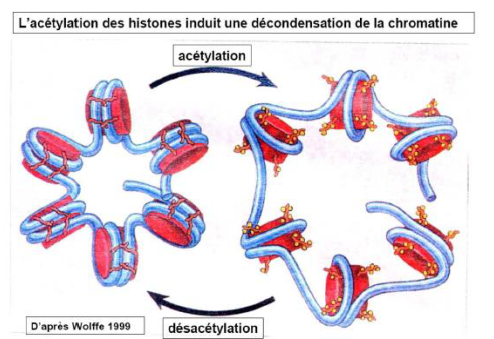 L'acétylation des histones induit une décondensation de la chromatine
acétylation
D'après Wolffe 1999
désacétylation